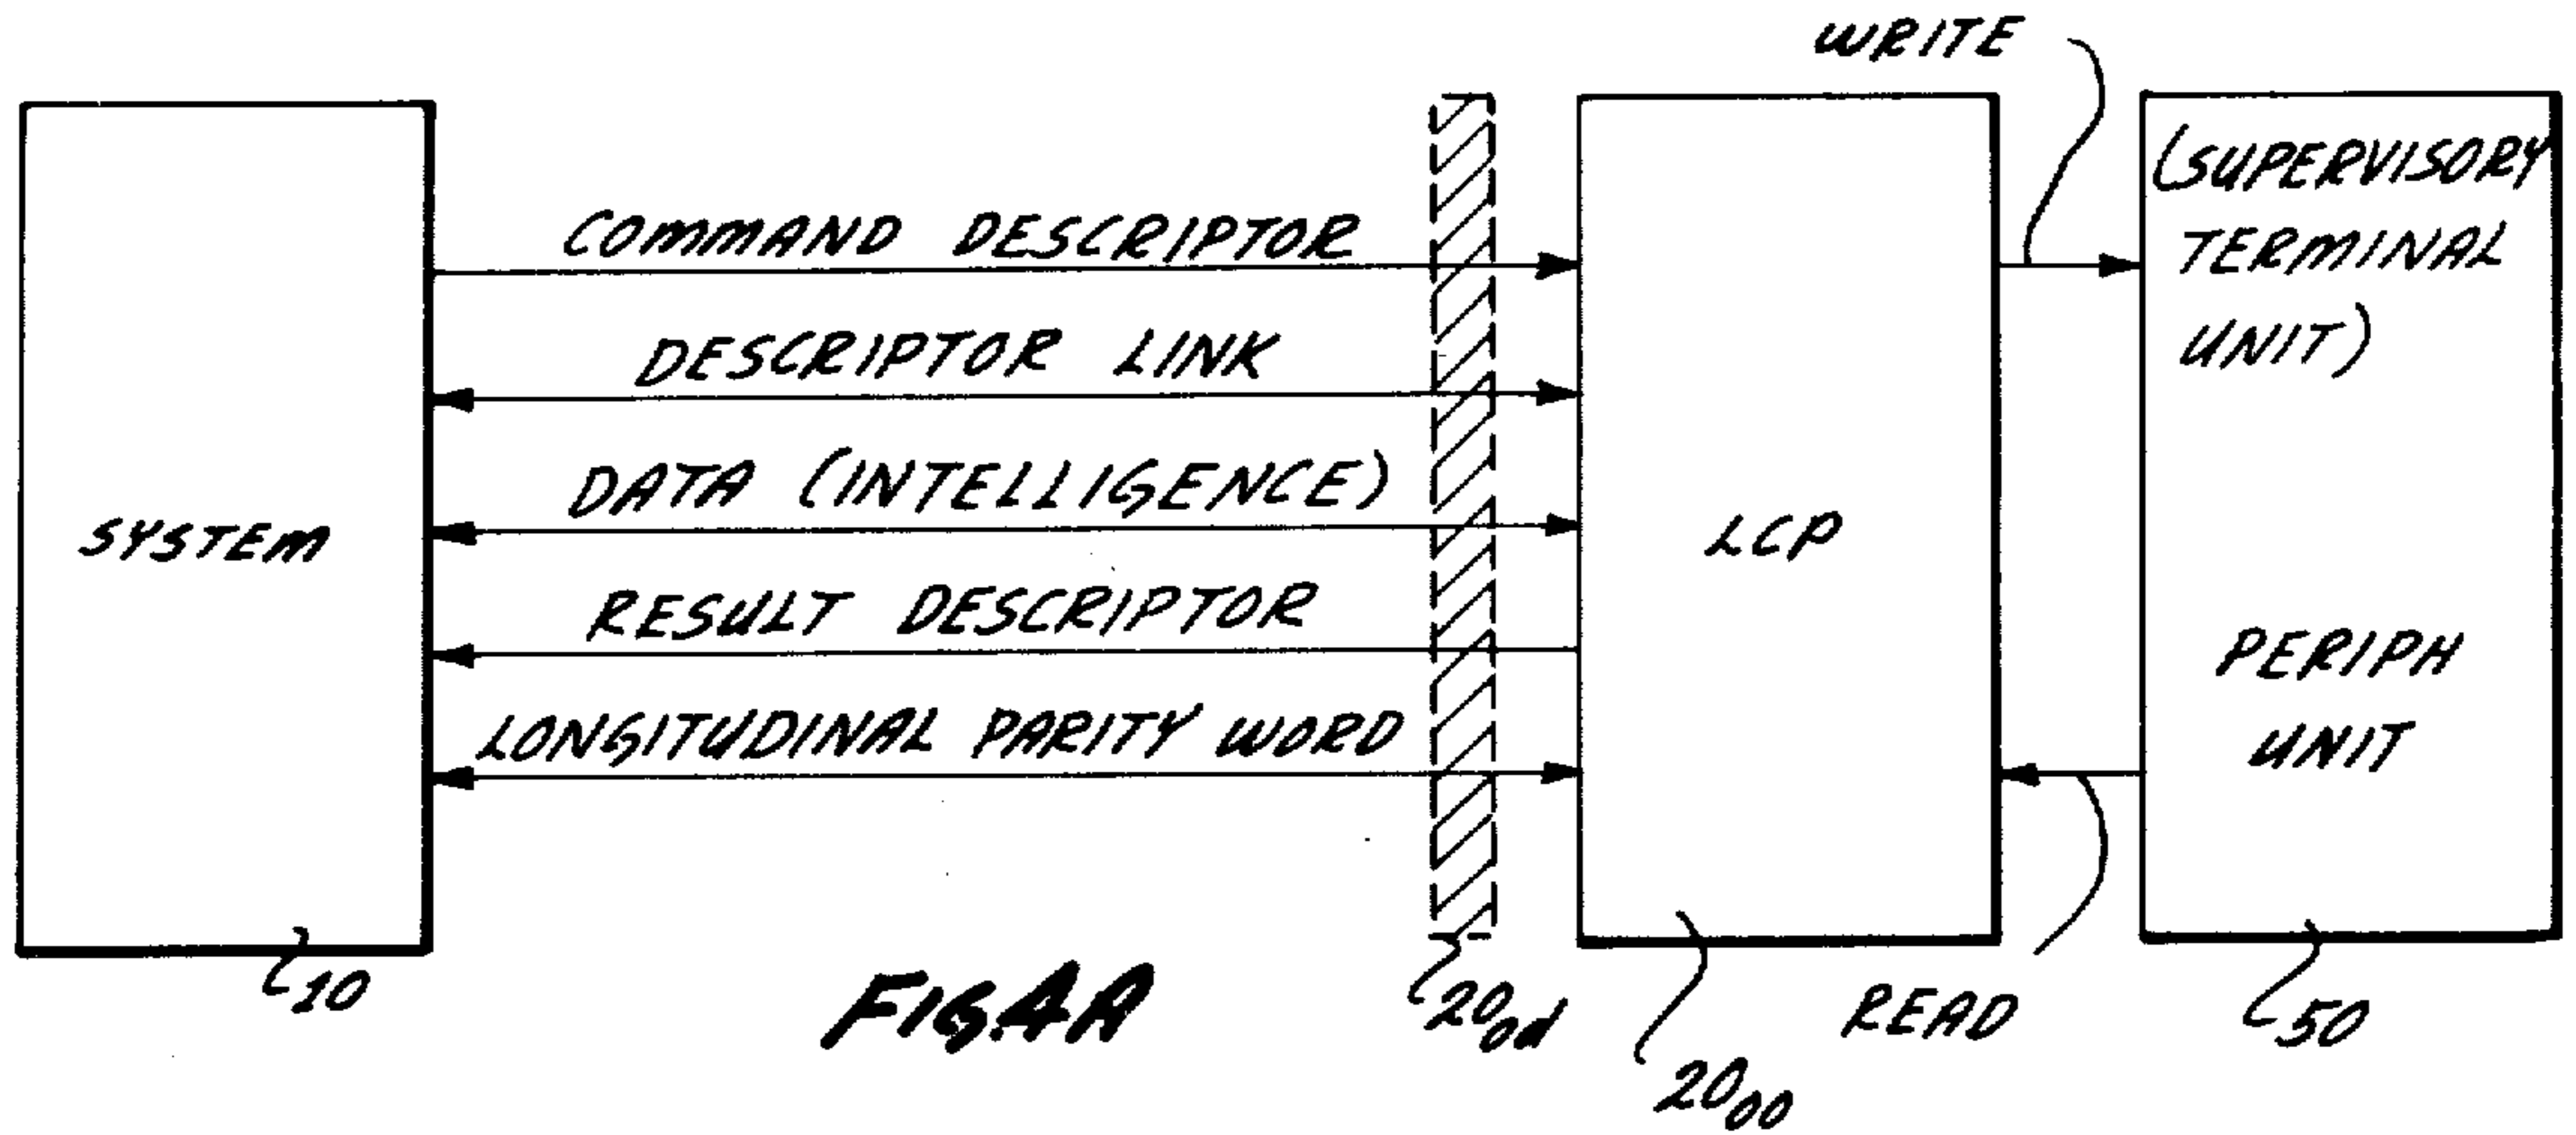 WRITE
(SUPERVISORY
TERMINAL
UNIT)
COMMAND DESCRIPTOR
DESCRIPTOR LINK
DATA (INTELLIGENCE)
SYSTEM
LCP
RESULT DESCRIPTOR
PERIPH
UNIT
LONGITUDINAL PARITY WORD
10
FIG. 4A
20od
2000
READ
50